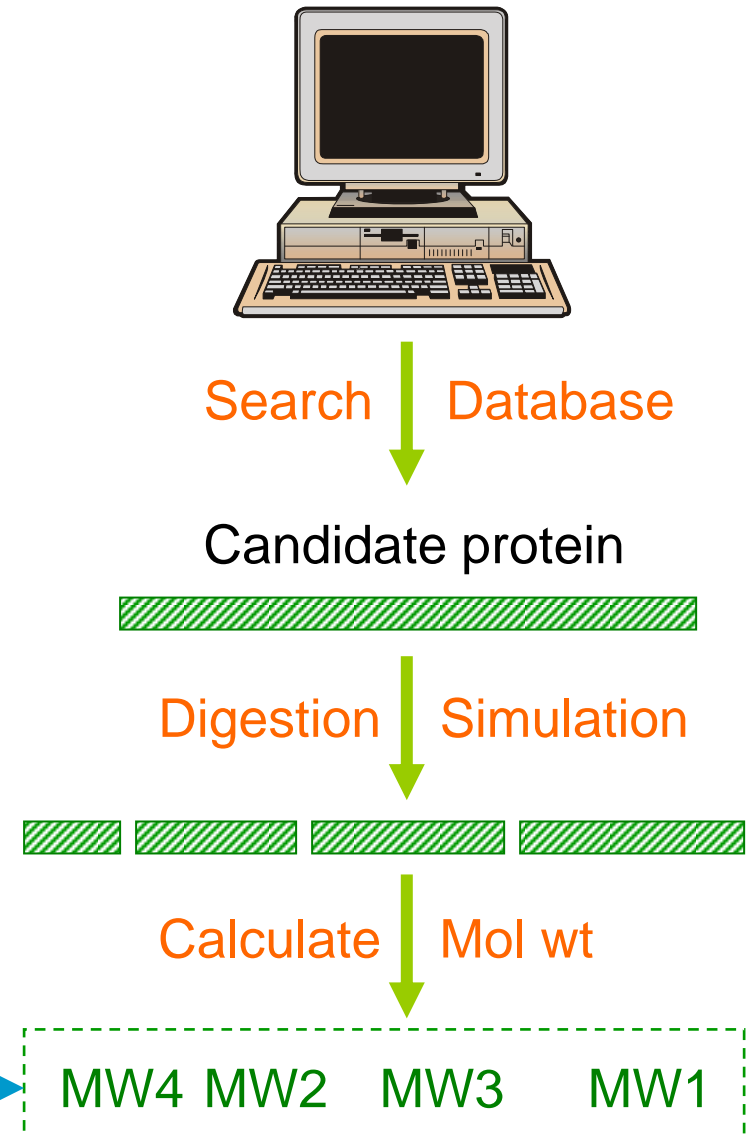 Search Database
Candidate protein
Digestion Simulation
Calculate Mol wt
MW4 MW2 MW3 MW1